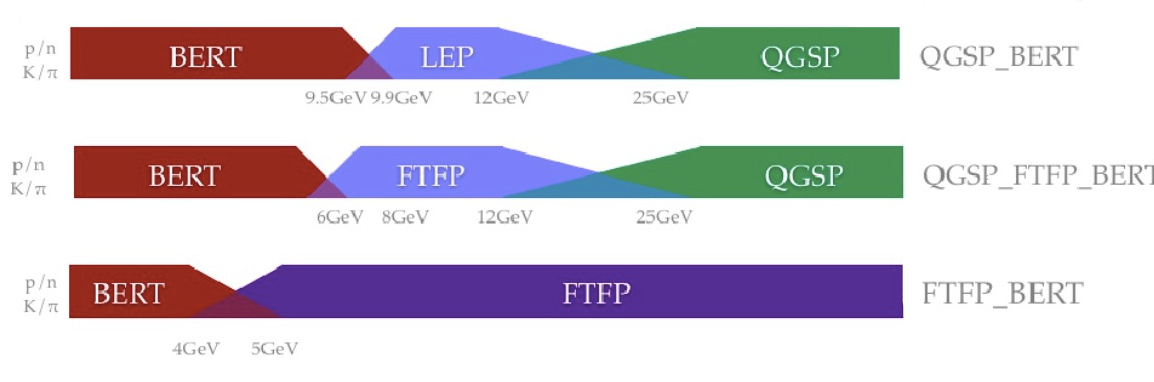 p/n BERT LEP QGSP QGSP_BERT
K/π
9.5GeV 9.9GeV 12GeV 25GeV
p/n BERT FTFP QGSP QGSP_FTFP_BERT
K/π
6GeV 8GeV 12GeV 25GeV
p/n BERT FTFP FTFP_BERT
K/π
4GeV 5GeV